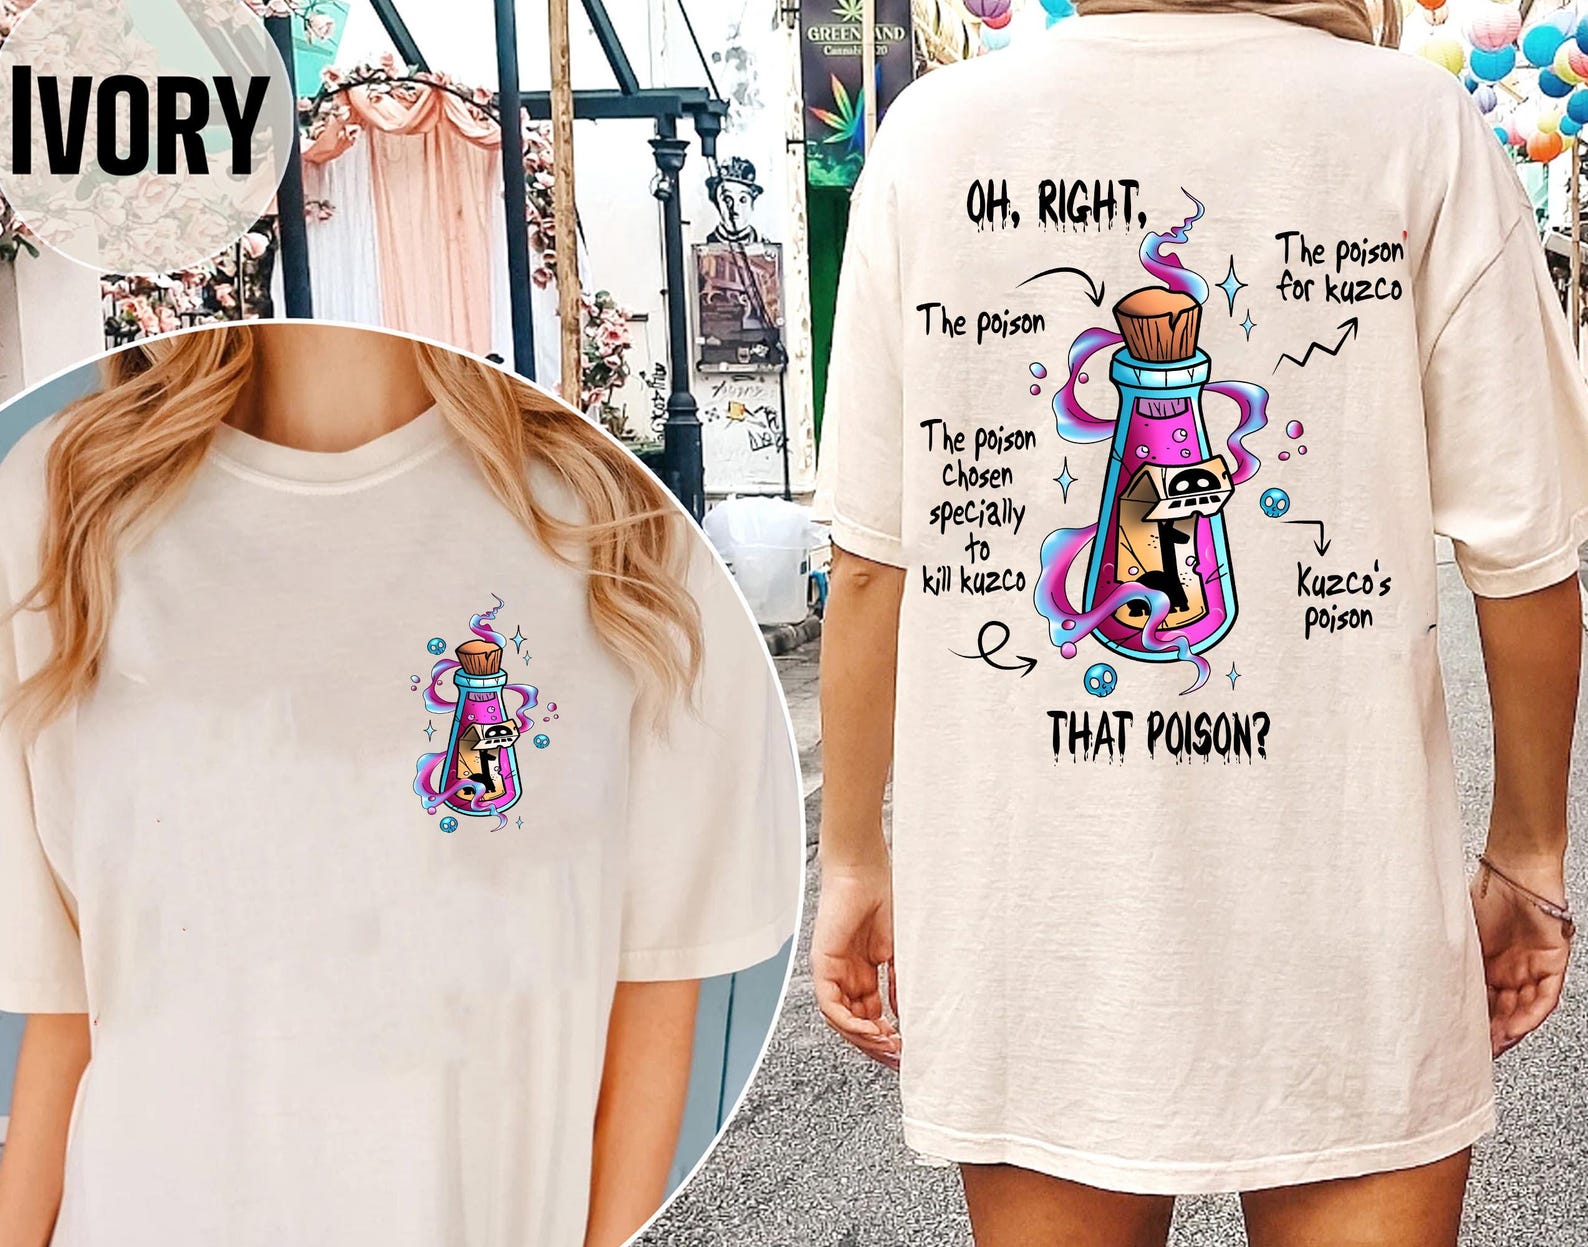 IVORY
GREENLAND
OH, RIGHT,
The poison
for kuzco
The poison
The poison
chosen
specially
to
kill kuzco
Kuzco's
poison
THAT POISON?